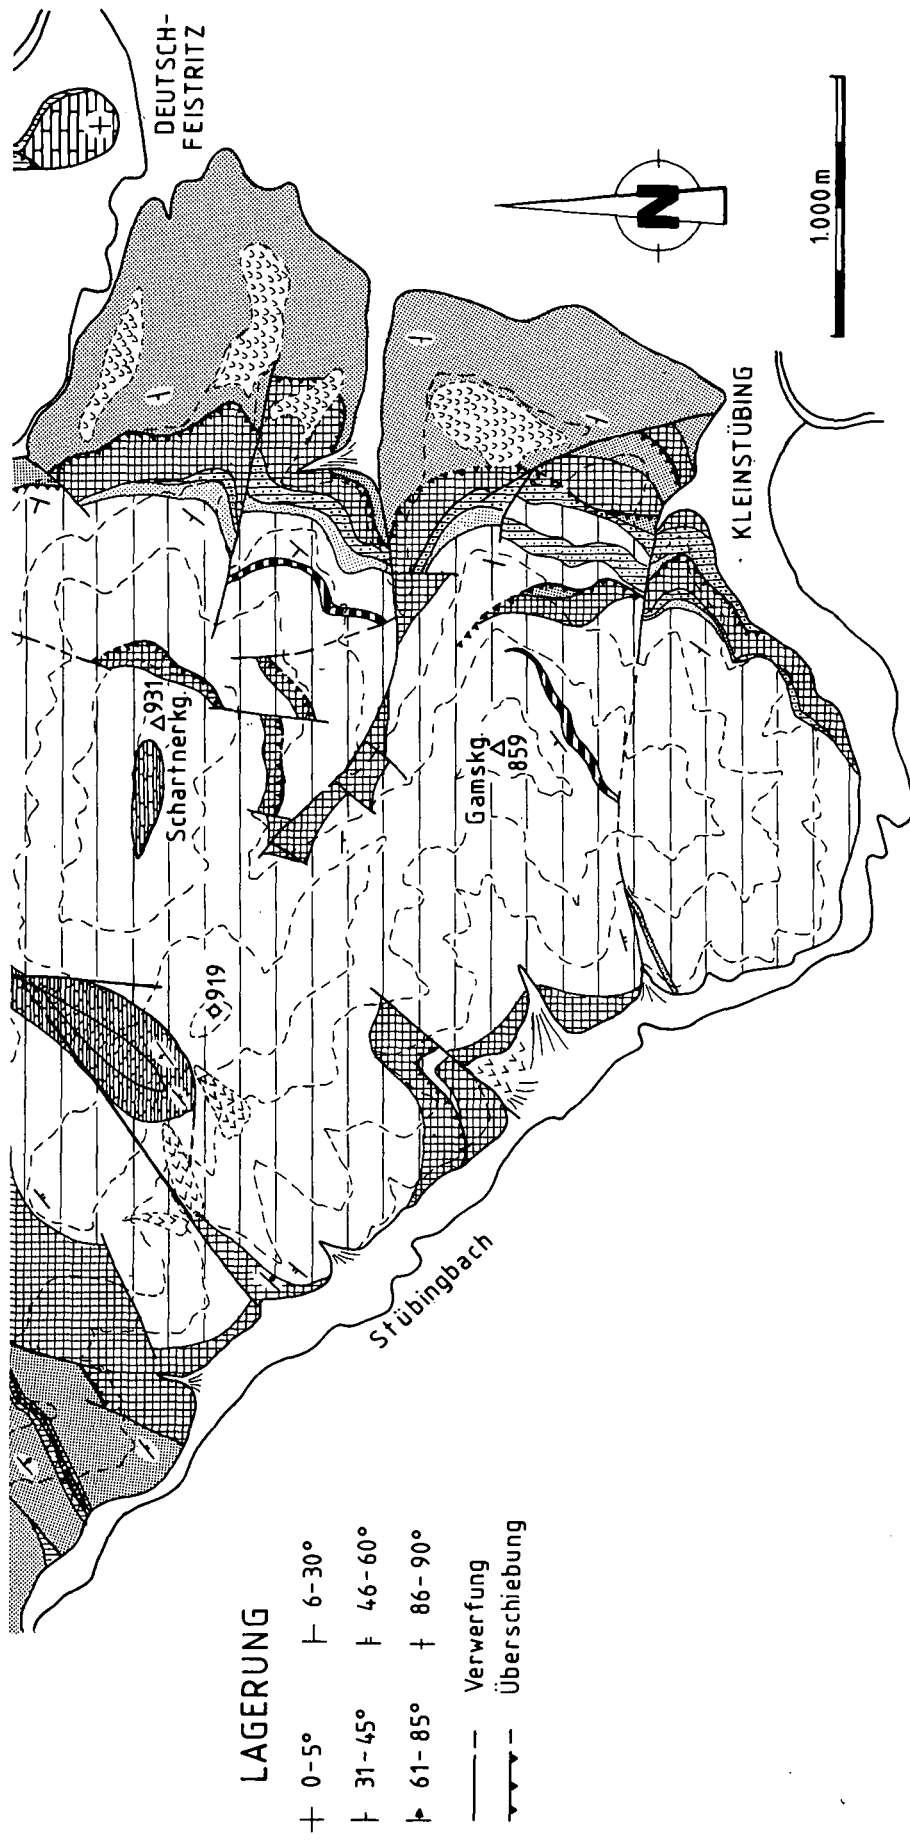 DEUTSCH-
FEISTRITZ
N
1.000 m
KLEINSTÜBING
931
Schartnerkg.
Gamskg.
859
919
Stübingbach
LAGERUNG
0-5°
6-30°
31-45°
46-60°
61-85°
86-90°
Verwerfung
Überschiebung